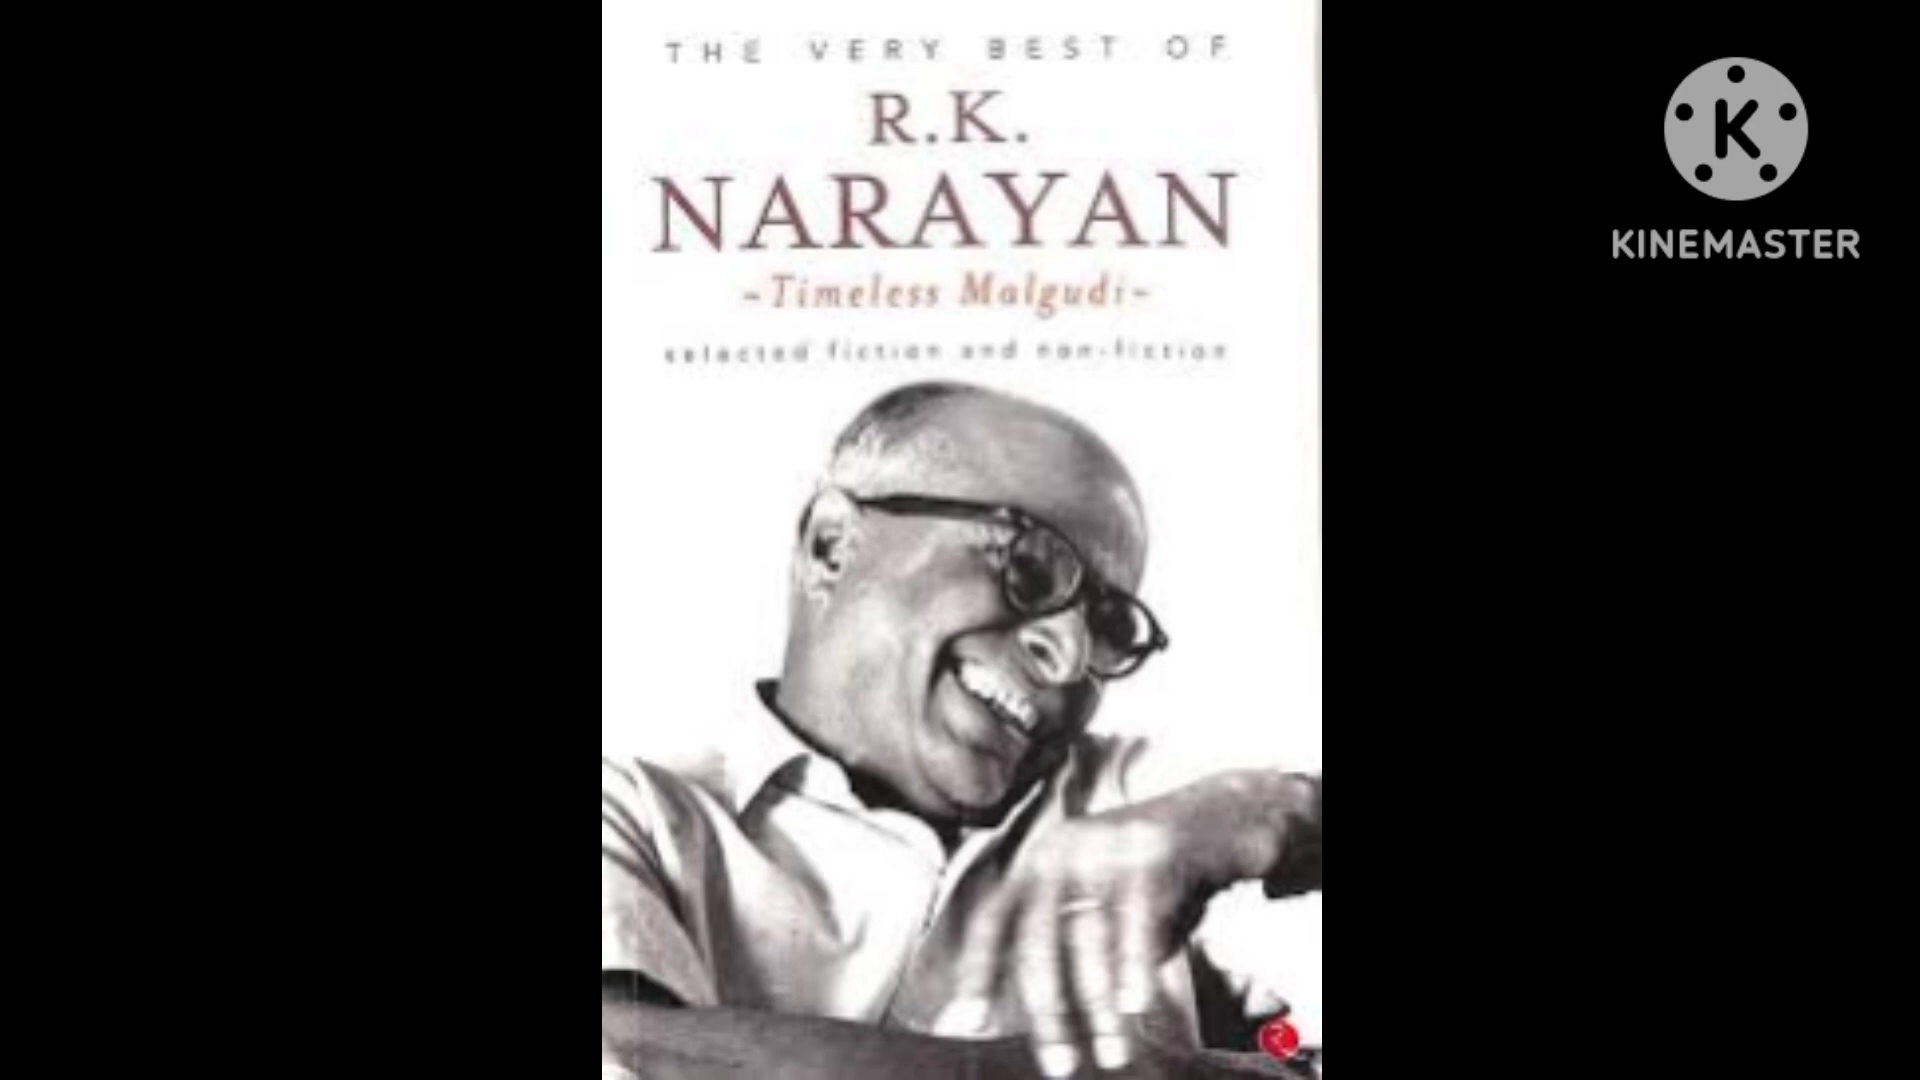 THE VERY BEST OF
R.K.
NARAYAN
~Timeless Malgudi~
selected fiction and non-fiction
K
KINEMASTER